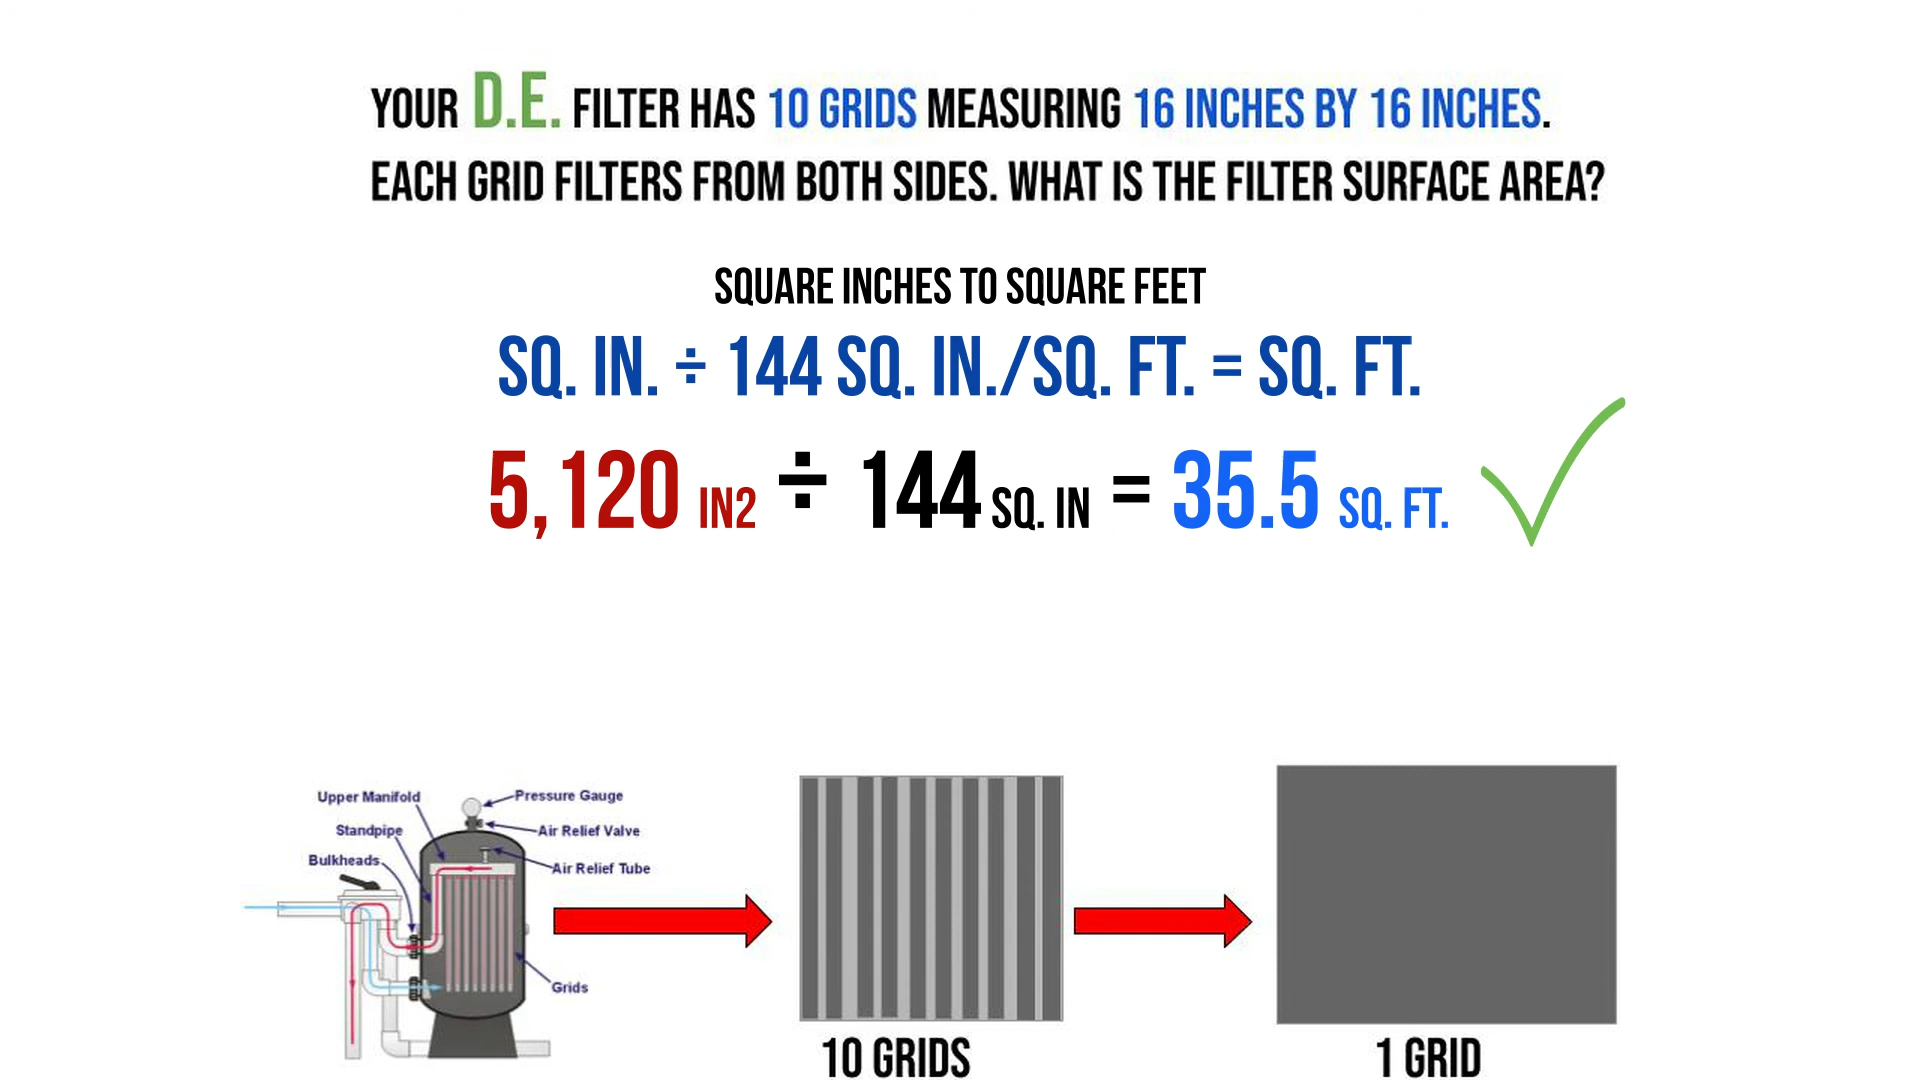 YOUR D.E. FILTER HAS 10 GRIDS MEASURING 16 INCHES BY 16 INCHES.
EACH GRID FILTERS FROM BOTH SIDES. WHAT IS THE FILTER SURFACE AREA?
SQUARE INCHES TO SQUARE FEET
SQ. IN. ÷ 144 SQ. IN./SQ. FT. = SQ. FT.
5,120 IN2 ÷ 144 SQ. IN = 35.5 SQ. FT.
Upper Manifold
Pressure Gauge
Standpipe
Air Relief Valve
Bulkheads
Air Relief Tube
Grids
10 GRIDS
1 GRID